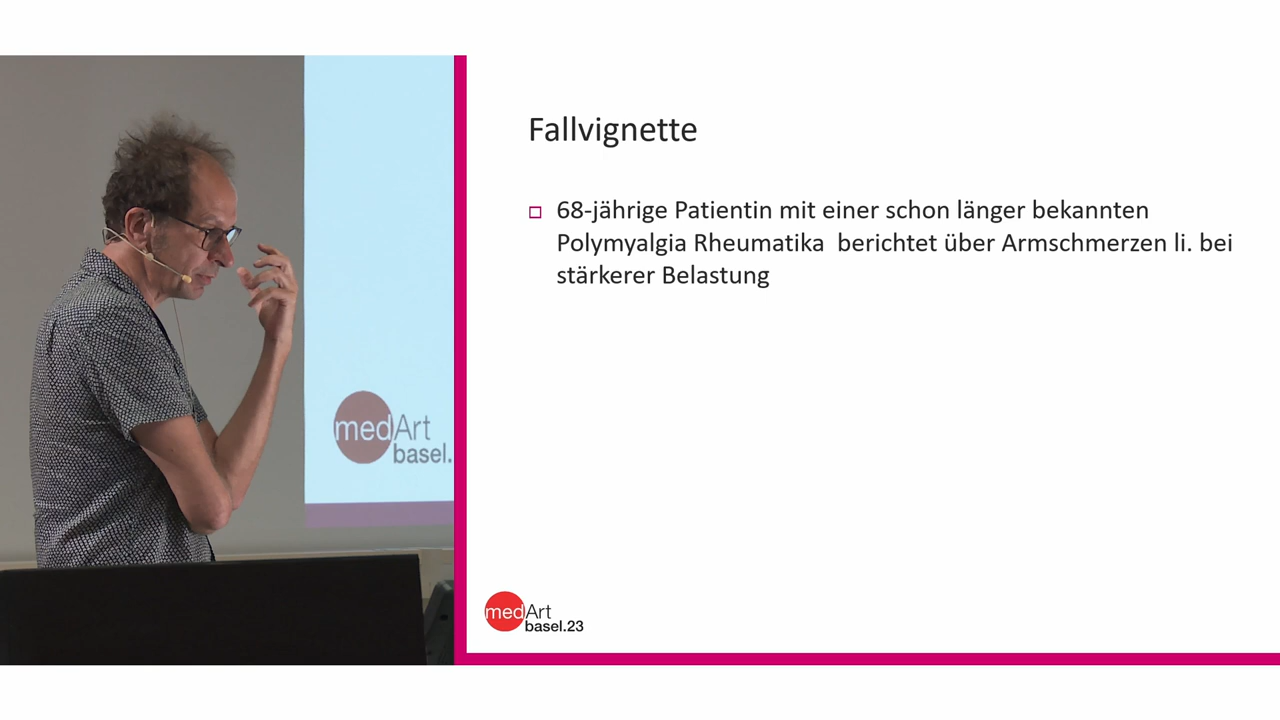 Fallvignette
68-jährige Patientin mit einer schon länger bekannten
Polymyalgia Rheumatika  berichtet über Armschmerzen li. bei
stärkerer Belastung
medArt
basel.
medArt
basel.23